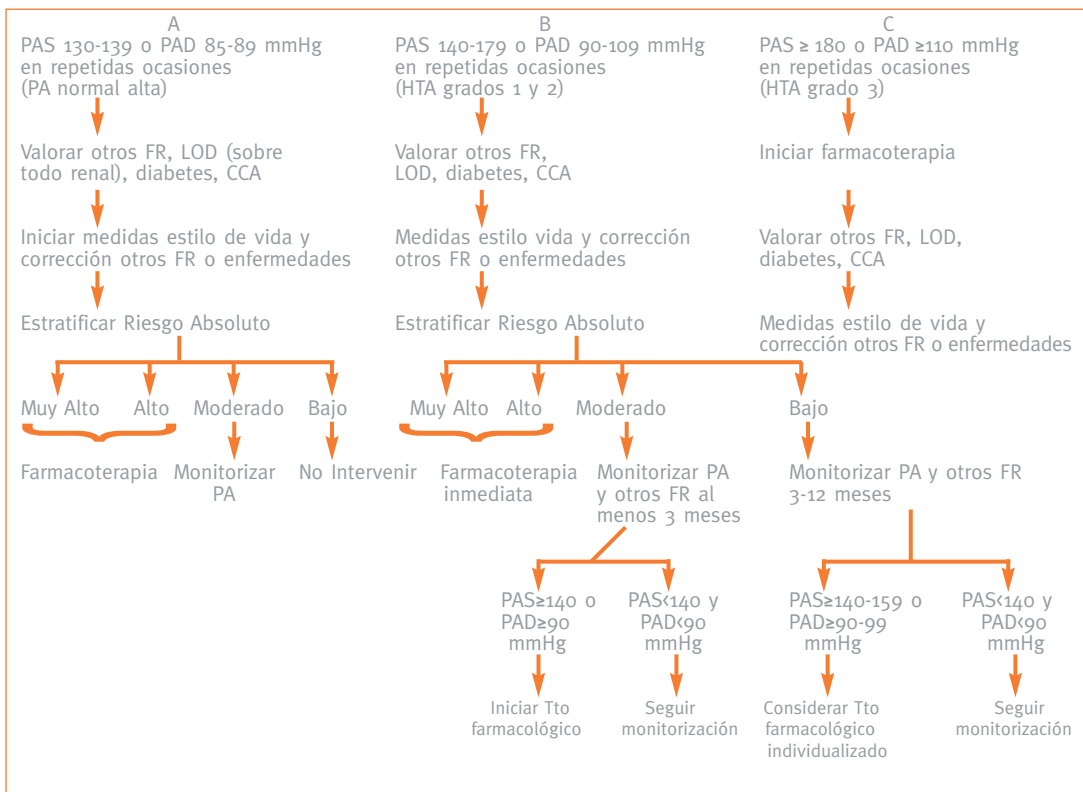 A
PAS 130-139 o PAD 85-89 mmHg
en repetidas ocasiones
(PA normal alta)
Valorar otros FR, LOD (sobre
todo renal), diabetes, CCA
Iniciar medidas estilo de vida y
corrección otros FR o enfermedades
Estratificar Riesgo Absoluto
Muy Alto
Alto
Moderado
Bajo
Farmacoterapia
Monitorizar
PA
No Intervenir
B
PAS 140-179 o PAD 90-109 mmHg
en repetidas ocasiones
(HTA grados 1 y 2)
Valorar otros FR,
LOD, diabetes, CCA
Medidas estilo vida y corrección
otros FR o enfermedades
Estratificar Riesgo Absoluto
Muy Alto
Alto
Moderado
Bajo
Farmacoterapia
inmediata
Monitorizar PA
y otros FR al
menos 3 meses
Monitorizar PA y otros FR
3-12 meses
PAS≥140 o
PAD≥90
mmHg
PAS<140 y
PAD<90
mmHg
PAS≥140-159 o
PAD≥90-99
mmHg
PAS<140 y
PAD<90
mmHg
Iniciar Tto
farmacológico
Seguir
monitorización
Considerar Tto
farmacológico
individualizado
Seguir
monitorización
C
PAS ≥ 180 o PAD ≥110 mmHg
en repetidas ocasiones
(HTA grado 3)
Iniciar farmacoterapia
Valorar otros FR, LOD,
diabetes, CCA
Medidas estilo de vida y
corrección otros FR o enfermedades